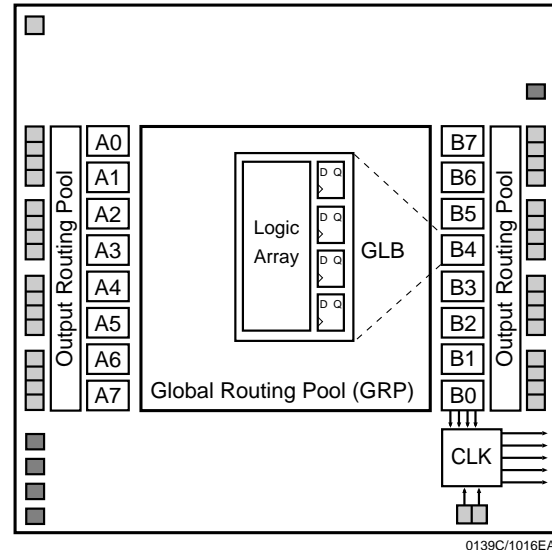 Output Routing Pool
A0
A1
A2
A3
A4
A5
A6
A7
Logic
Array
D Q
D Q
D Q
D Q
GLB
Global Routing Pool (GRP)
B7
B6
B5
B4
B3
B2
B1
B0
Output Routing Pool
CLK
0139C/1016EA